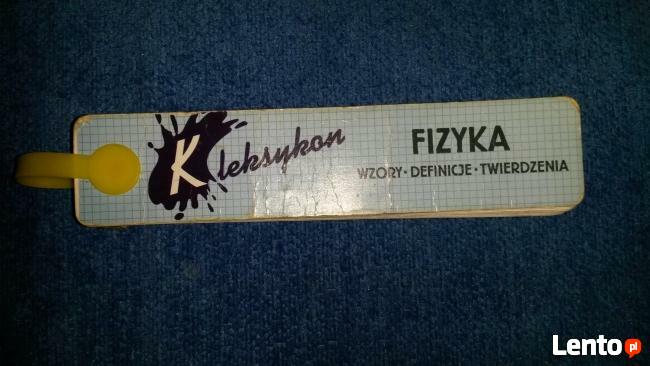 Kleksykon
FIZYKA
WZORY · DEFINICJE · TWIERDZENIA
Lento.pl